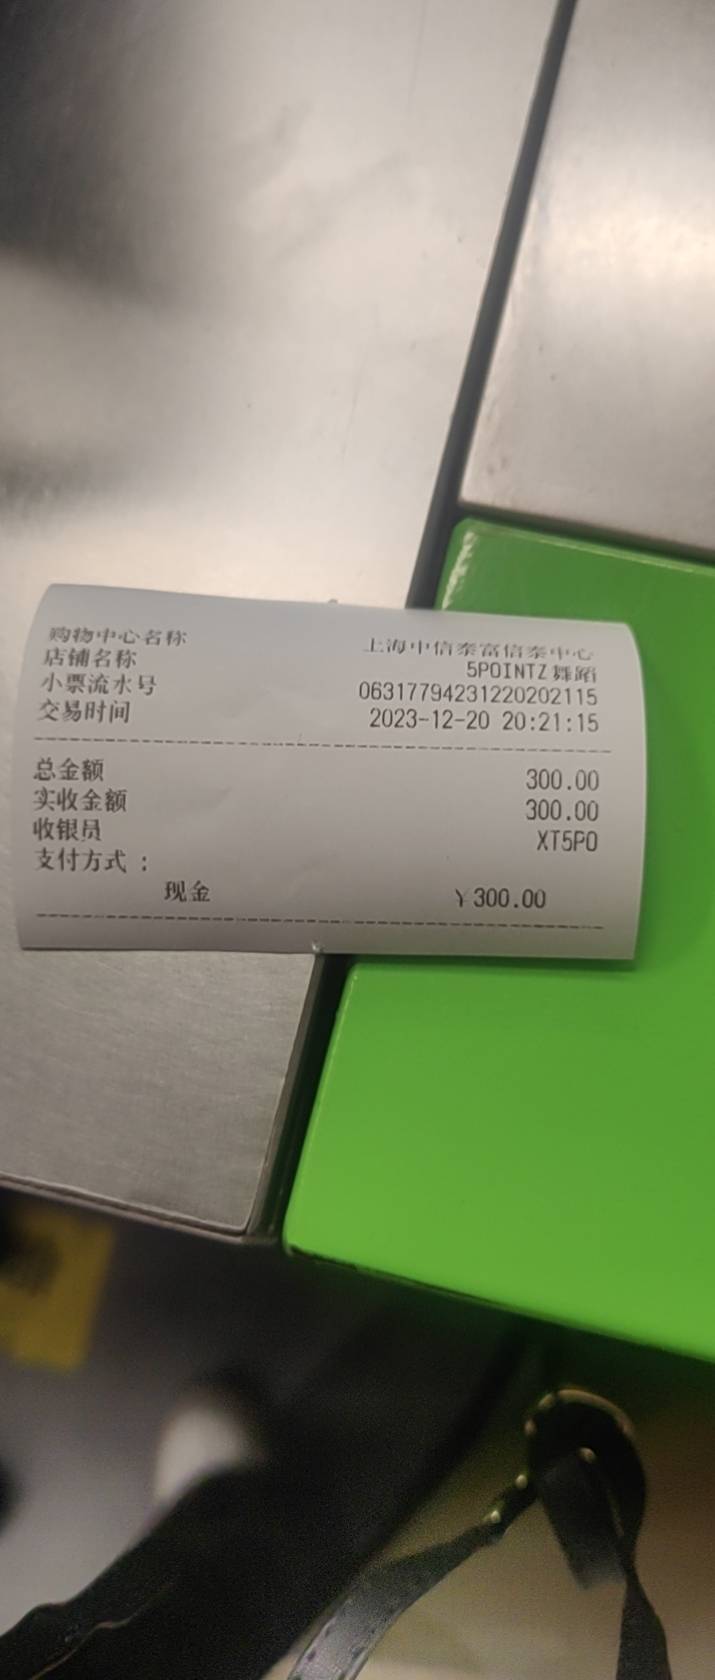 购物中心名称 上海中信泰富信泰中心
店铺名称 5POINTZ舞蹈
小票流水号 06317794231220202115
交易时间 2023-12-20 20:21:15
总金额 300.00
实收金额 300.00
收银员 XT5PO
支付方式：
现金 ￥300.00